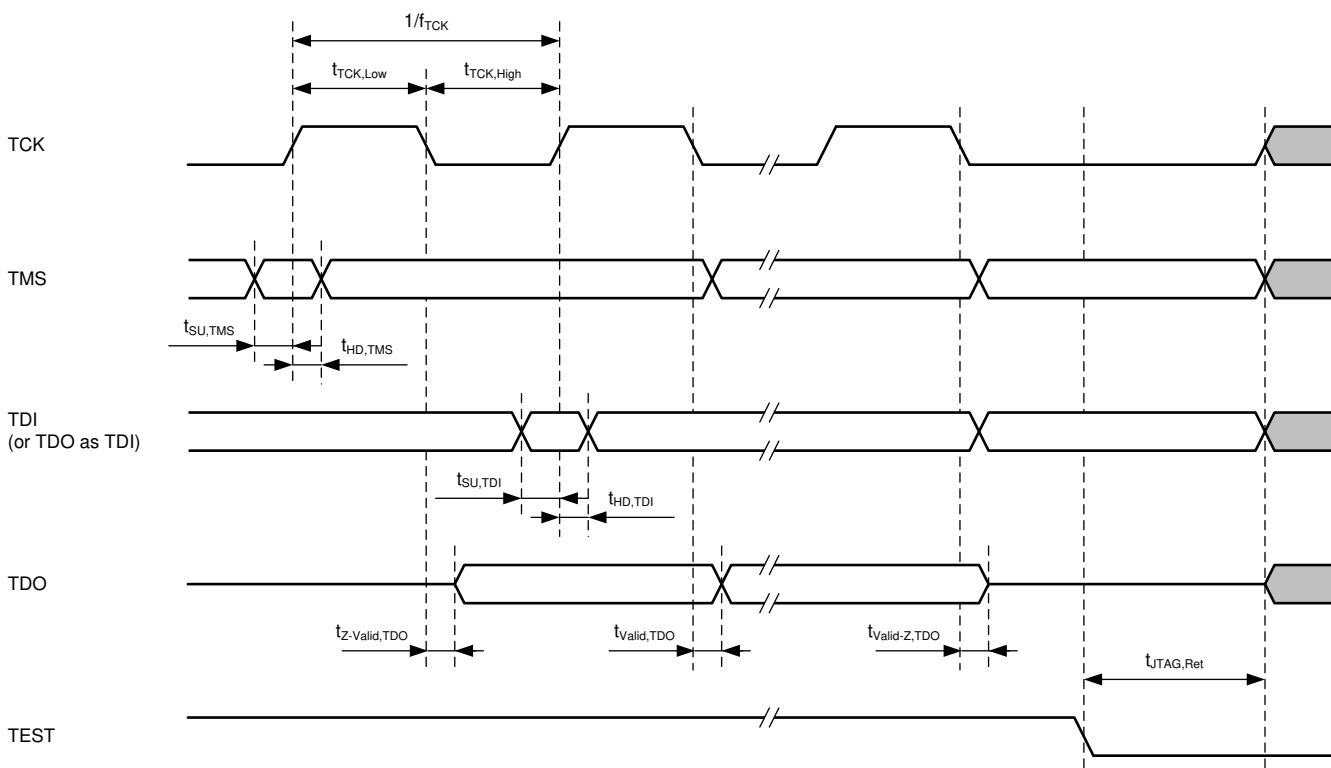 1/fTCK
tTCK,Low
tTCK,High
TCK
TMS
tSU,TMS
tHD,TMS
TDI
(or TDO as TDI)
tSU,TDI
tHD,TDI
TDO
tZ-Valid,TDO
tValid,TDO
tValid-Z,TDO
tJTAG,Ret
TEST